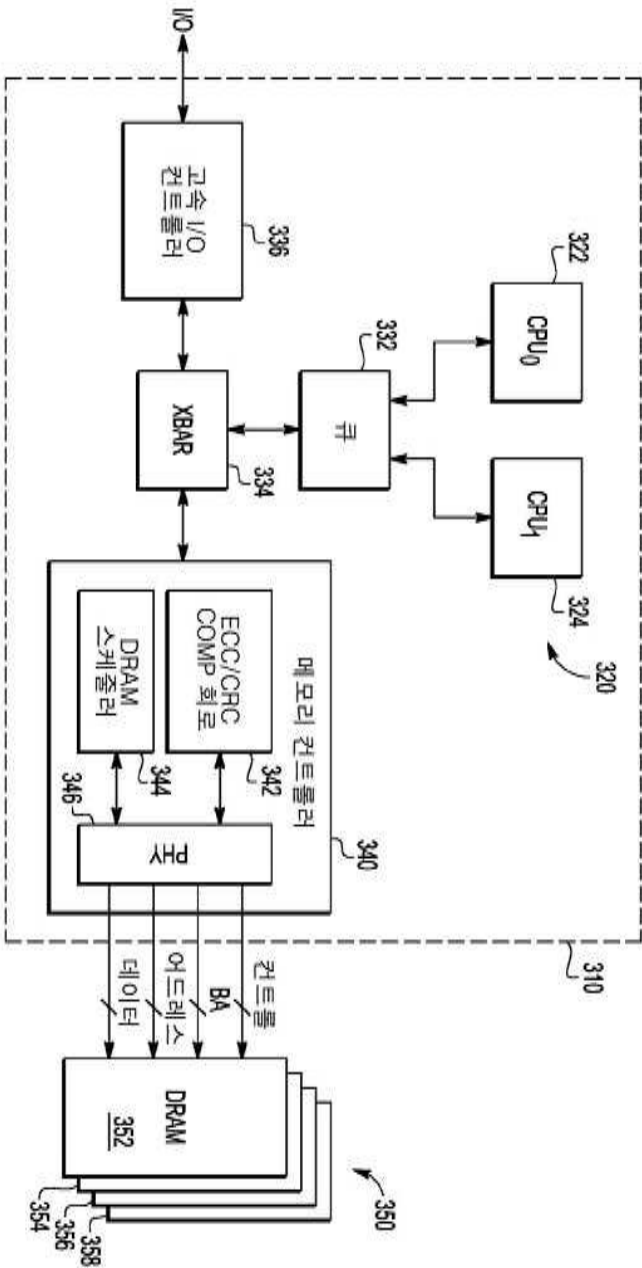 322
CPU0
CPU1
324
320
332
큐
I/O
고속 I/O
컨트롤러
336
XBAR
334
메모리 컨트롤러
340
ECC/CRC
COMP 회로
342
DRAM
스케줄러
344
346
PHY
310
컨트롤
BA
어드레스
데이터
DRAM
352
354
356
358
350